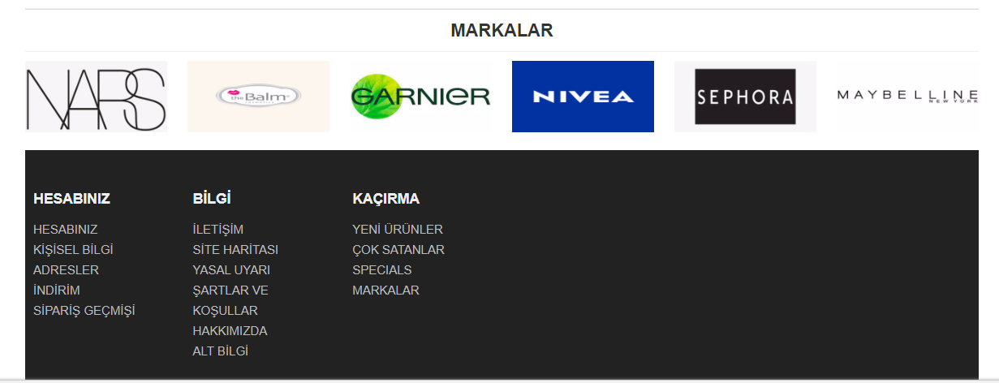 MARKALAR
NARS
theBalm
COSMETICS
GARNIER
NIVEA
SEPHORA
MAYBELLINE
NEW YORK
HESABINIZ
HESABINIZ
KİŞİSEL BİLGİ
ADRESLER
İNDİRİM
SİPARİŞ GEÇMİŞİ
BİLGİ
İLETİŞİM
SİTE HARİTASI
YASAL UYARI
ŞARTLAR VE
KOŞULLAR
HAKKIMIZDA
ALT BİLGİ
KAÇIRMA
YENİ ÜRÜNLER
ÇOK SATANLAR
SPECIALS
MARKALAR